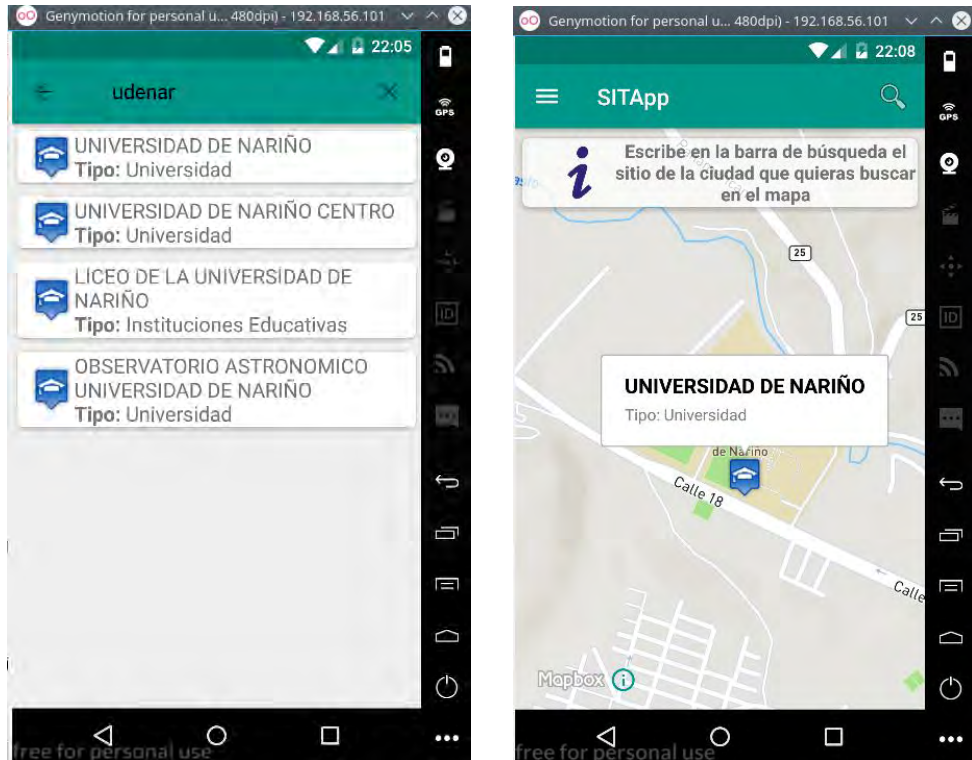 Genymotion for personal u... 480dpi) - 192.168.56.101
22:05
udenar
GPS
UNIVERSIDAD DE NARIÑO
Tipo: Universidad
UNIVERSIDAD DE NARIÑO CENTRO
Tipo: Universidad
LICEO DE LA UNIVERSIDAD DE
NARIÑO
Tipo: Instituciones Educativas
ID
OBSERVATORIO ASTRONOMICO
UNIVERSIDAD DE NARIÑO
Tipo: Universidad
free for personal use
Genymotion for personal u... 480dpi) - 192.168.56.101
22:08
SITApp
GPS
Escribe en la barra de búsqueda el
sitio de la ciudad que quieras buscar
en el mapa
25
25
ID
UNIVERSIDAD DE NARIÑO
Tipo: Universidad
de Nariño
Calle 18
Calle
Mapbox
free for personal use